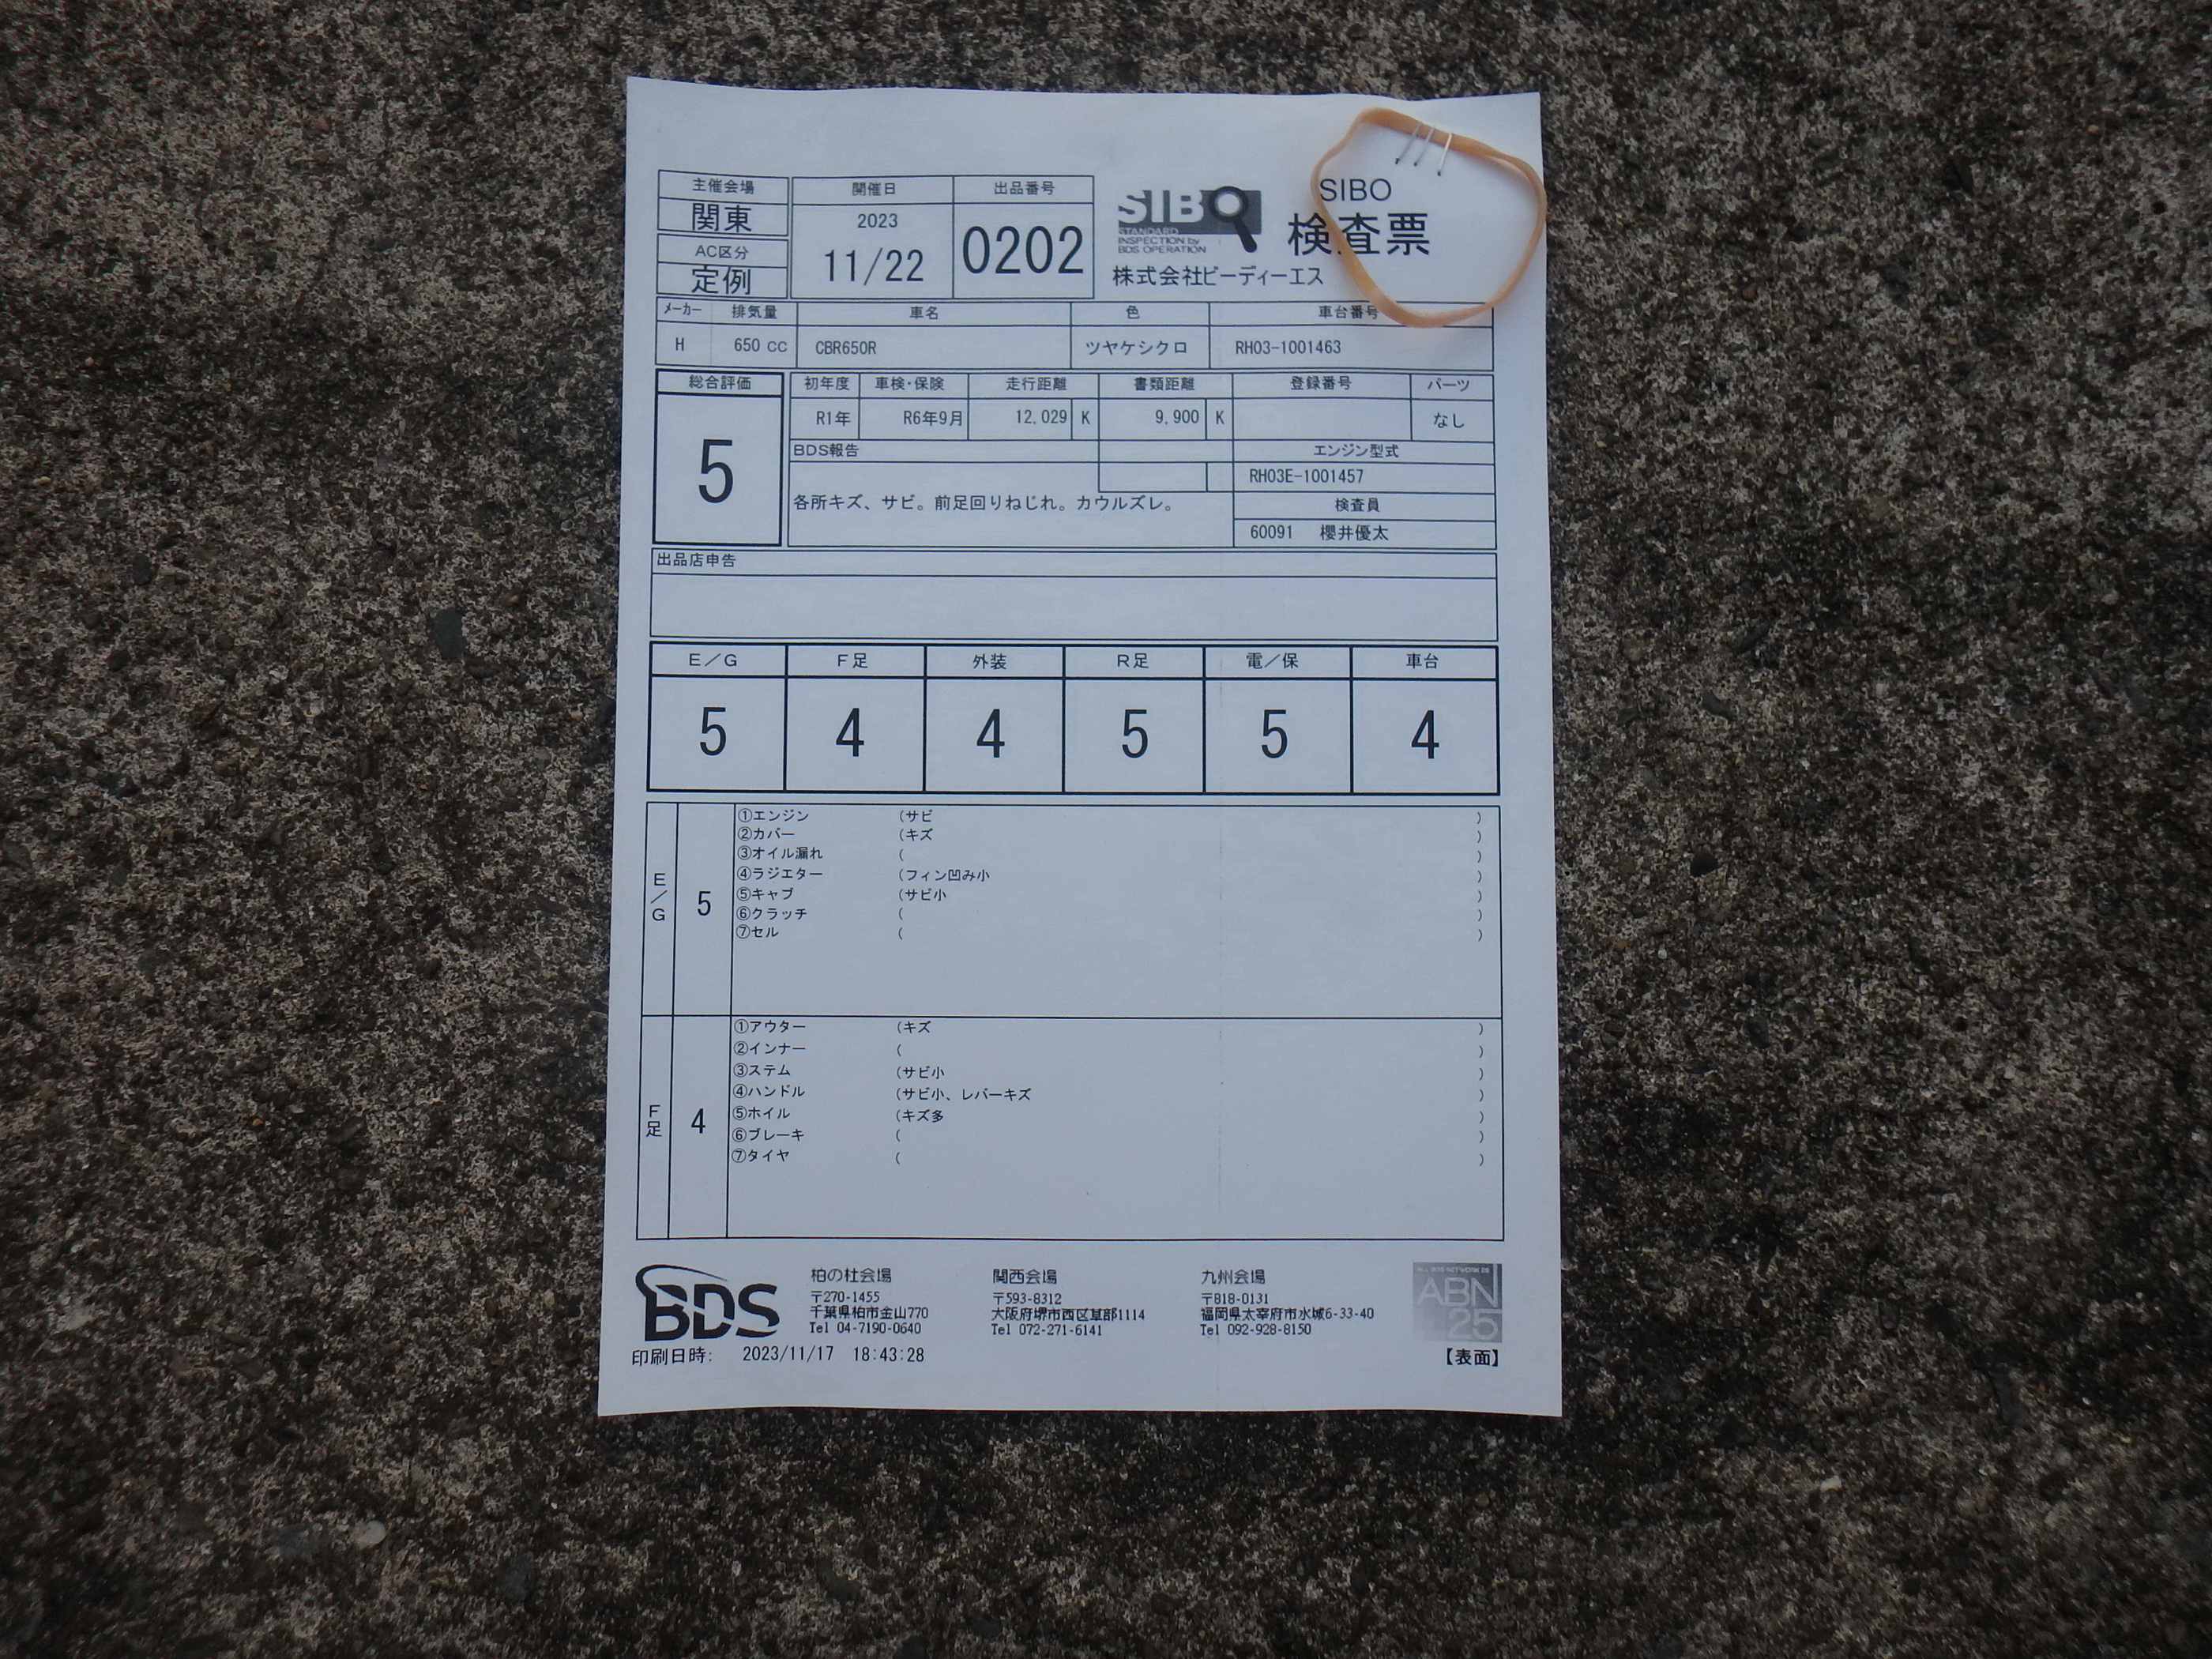 主催会場 開催日 出品番号
関東 2023 11/22 0202
AC区分
定例
SIBO
STANDARD
INSPECTION by
BDS OPERATION
SIBO
検査票
株式会社ビーディーエス
メーカー 排気量 車名 色 車台番号
H 650 CC CBR650R ツヤケシクロ RH03-1001463
総合評価 初年度 車検・保険 走行距離 書類距離 登録番号 パーツ
5 R1年 R6年9月 12,029 K 9,900 K なし
BDS報告 エンジン型式
RH03E-1001457
各所キズ、サビ。前足回りねじれ。カウルズレ。 検査員
60091 櫻井優太
出品店申告
E/G F足 外装 R足 電/保 車台
5 4 4 5 5 4
E/G 5
①エンジン (サビ )
②カバー (キズ )
③オイル漏れ ( )
④ラジエター (フィン凹み小 )
⑤キャブ (サビ小 )
⑥クラッチ ( )
⑦セル ( )
F足 4
①アウター (キズ )
②インナー ( )
③ステム (サビ小 )
④ハンドル (サビ小、レバーキズ )
⑤ホイル (キズ多 )
⑥ブレーキ ( )
⑦タイヤ ( )
BDS
柏の杜会場
〒270-1455
千葉県柏市金山770
Tel 04-7190-0640
関西会場
〒593-8312
大阪府堺市西区草部1114
Tel 072-271-6141
九州会場
〒818-0131
福岡県太宰府市水城6-33-40
Tel 092-928-8150
ALL BDS NETWORK 25
ABN
25
印刷日時: 2023/11/17 18:43:28 【表面】